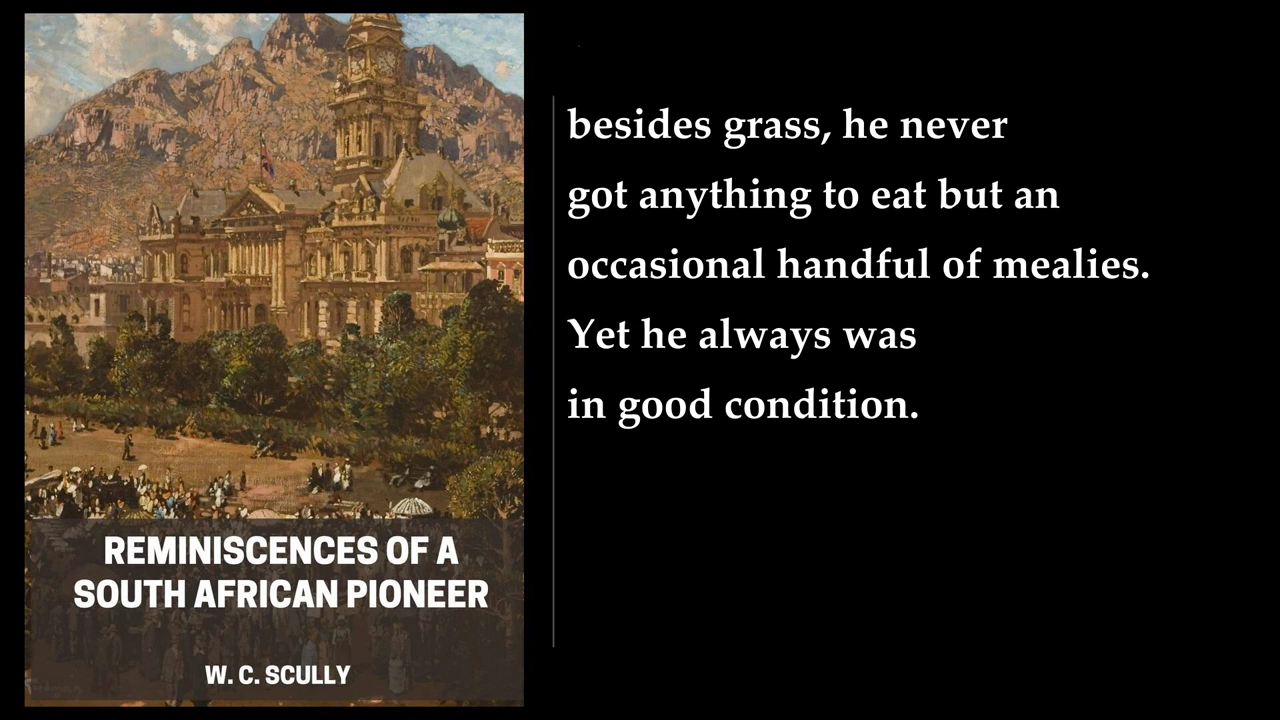 besides grass, he never
got anything to eat but an
occasional handful of mealies.
Yet he always was
in good condition.
REMINISCENCES OF A
SOUTH AFRICAN PIONEER
W. C. SCULLY